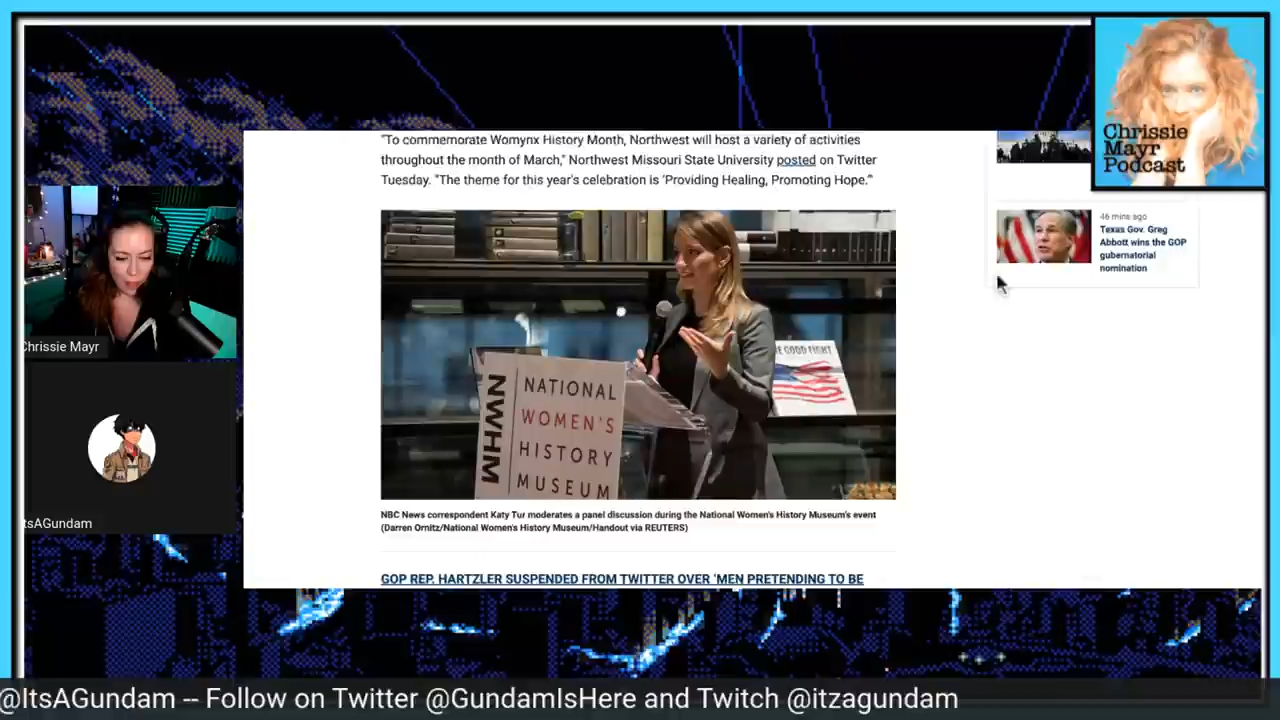 "To commemorate Womynx History Month, Northwest will host a variety of activities
throughout the month of March," Northwest Missouri State University posted on Twitter
Tuesday. "The theme for this year's celebration is 'Providing Healing, Promoting Hope.'"
Chrissie
Mayr
Podcast
46 mins ago
Texas Gov. Greg
Abbott wins the GOP
gubernatorial
nomination
Chrissie Mayr
tsAGundam
NWHM
NATIONAL
WOMEN'S
HISTORY
MUSEUM
E GOOD FIGHT
NBC News correspondent Katy Tur moderates a panel discussion during the National Women's History Museum's event
(Darren Ornitz/National Women's History Museum/Handout via REUTERS)
GOP REP. HARTZLER SUSPENDED FROM TWITTER OVER 'MEN PRETENDING TO BE
@ItsAGundam -- Follow on Twitter @GundamIsHere and Twitch @itzagundam